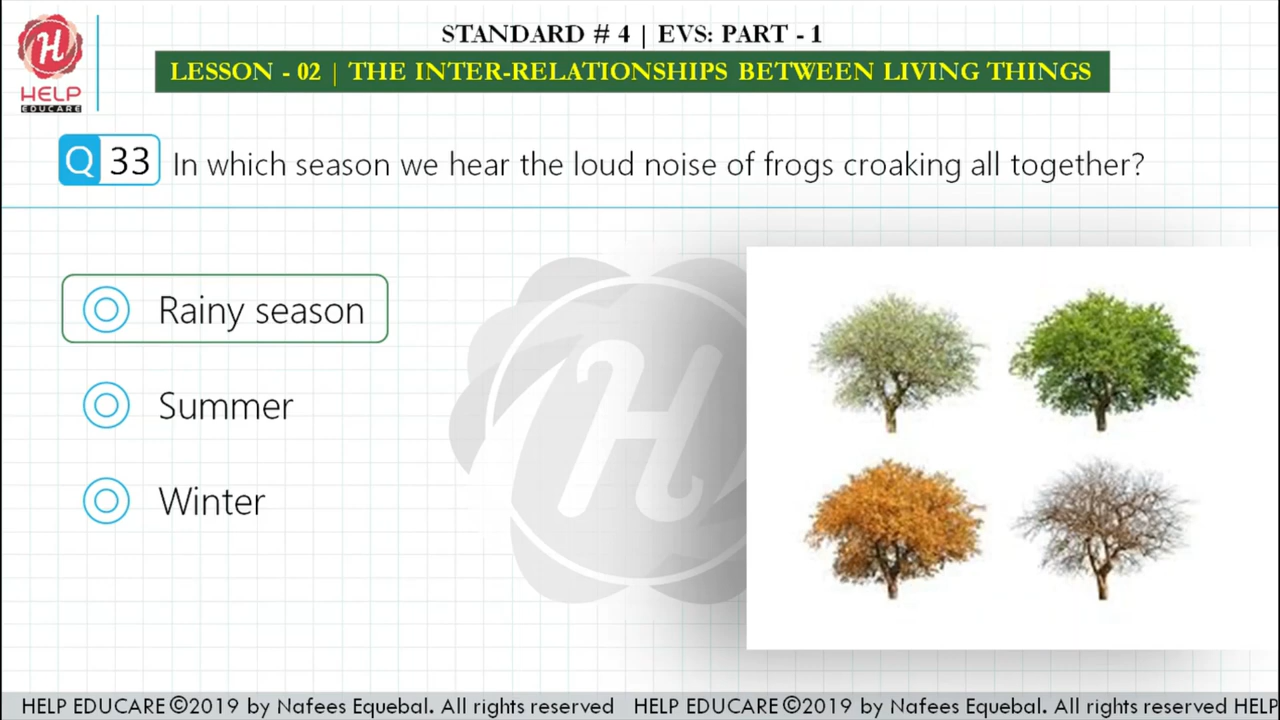 STANDARD # 4 | EVS: PART - 1
H
HELP
EDUCARE
LESSON - 02 | THE INTER-RELATIONSHIPS BETWEEN LIVING THINGS
Q 33 In which season we hear the loud noise of frogs croaking all together?
Rainy season
Summer
Winter
H
HELP EDUCARE ©2019 by Nafees Equebal. All rights reserved HELP EDUCARE ©2019 by Nafees Equebal. All rights reserved HELP